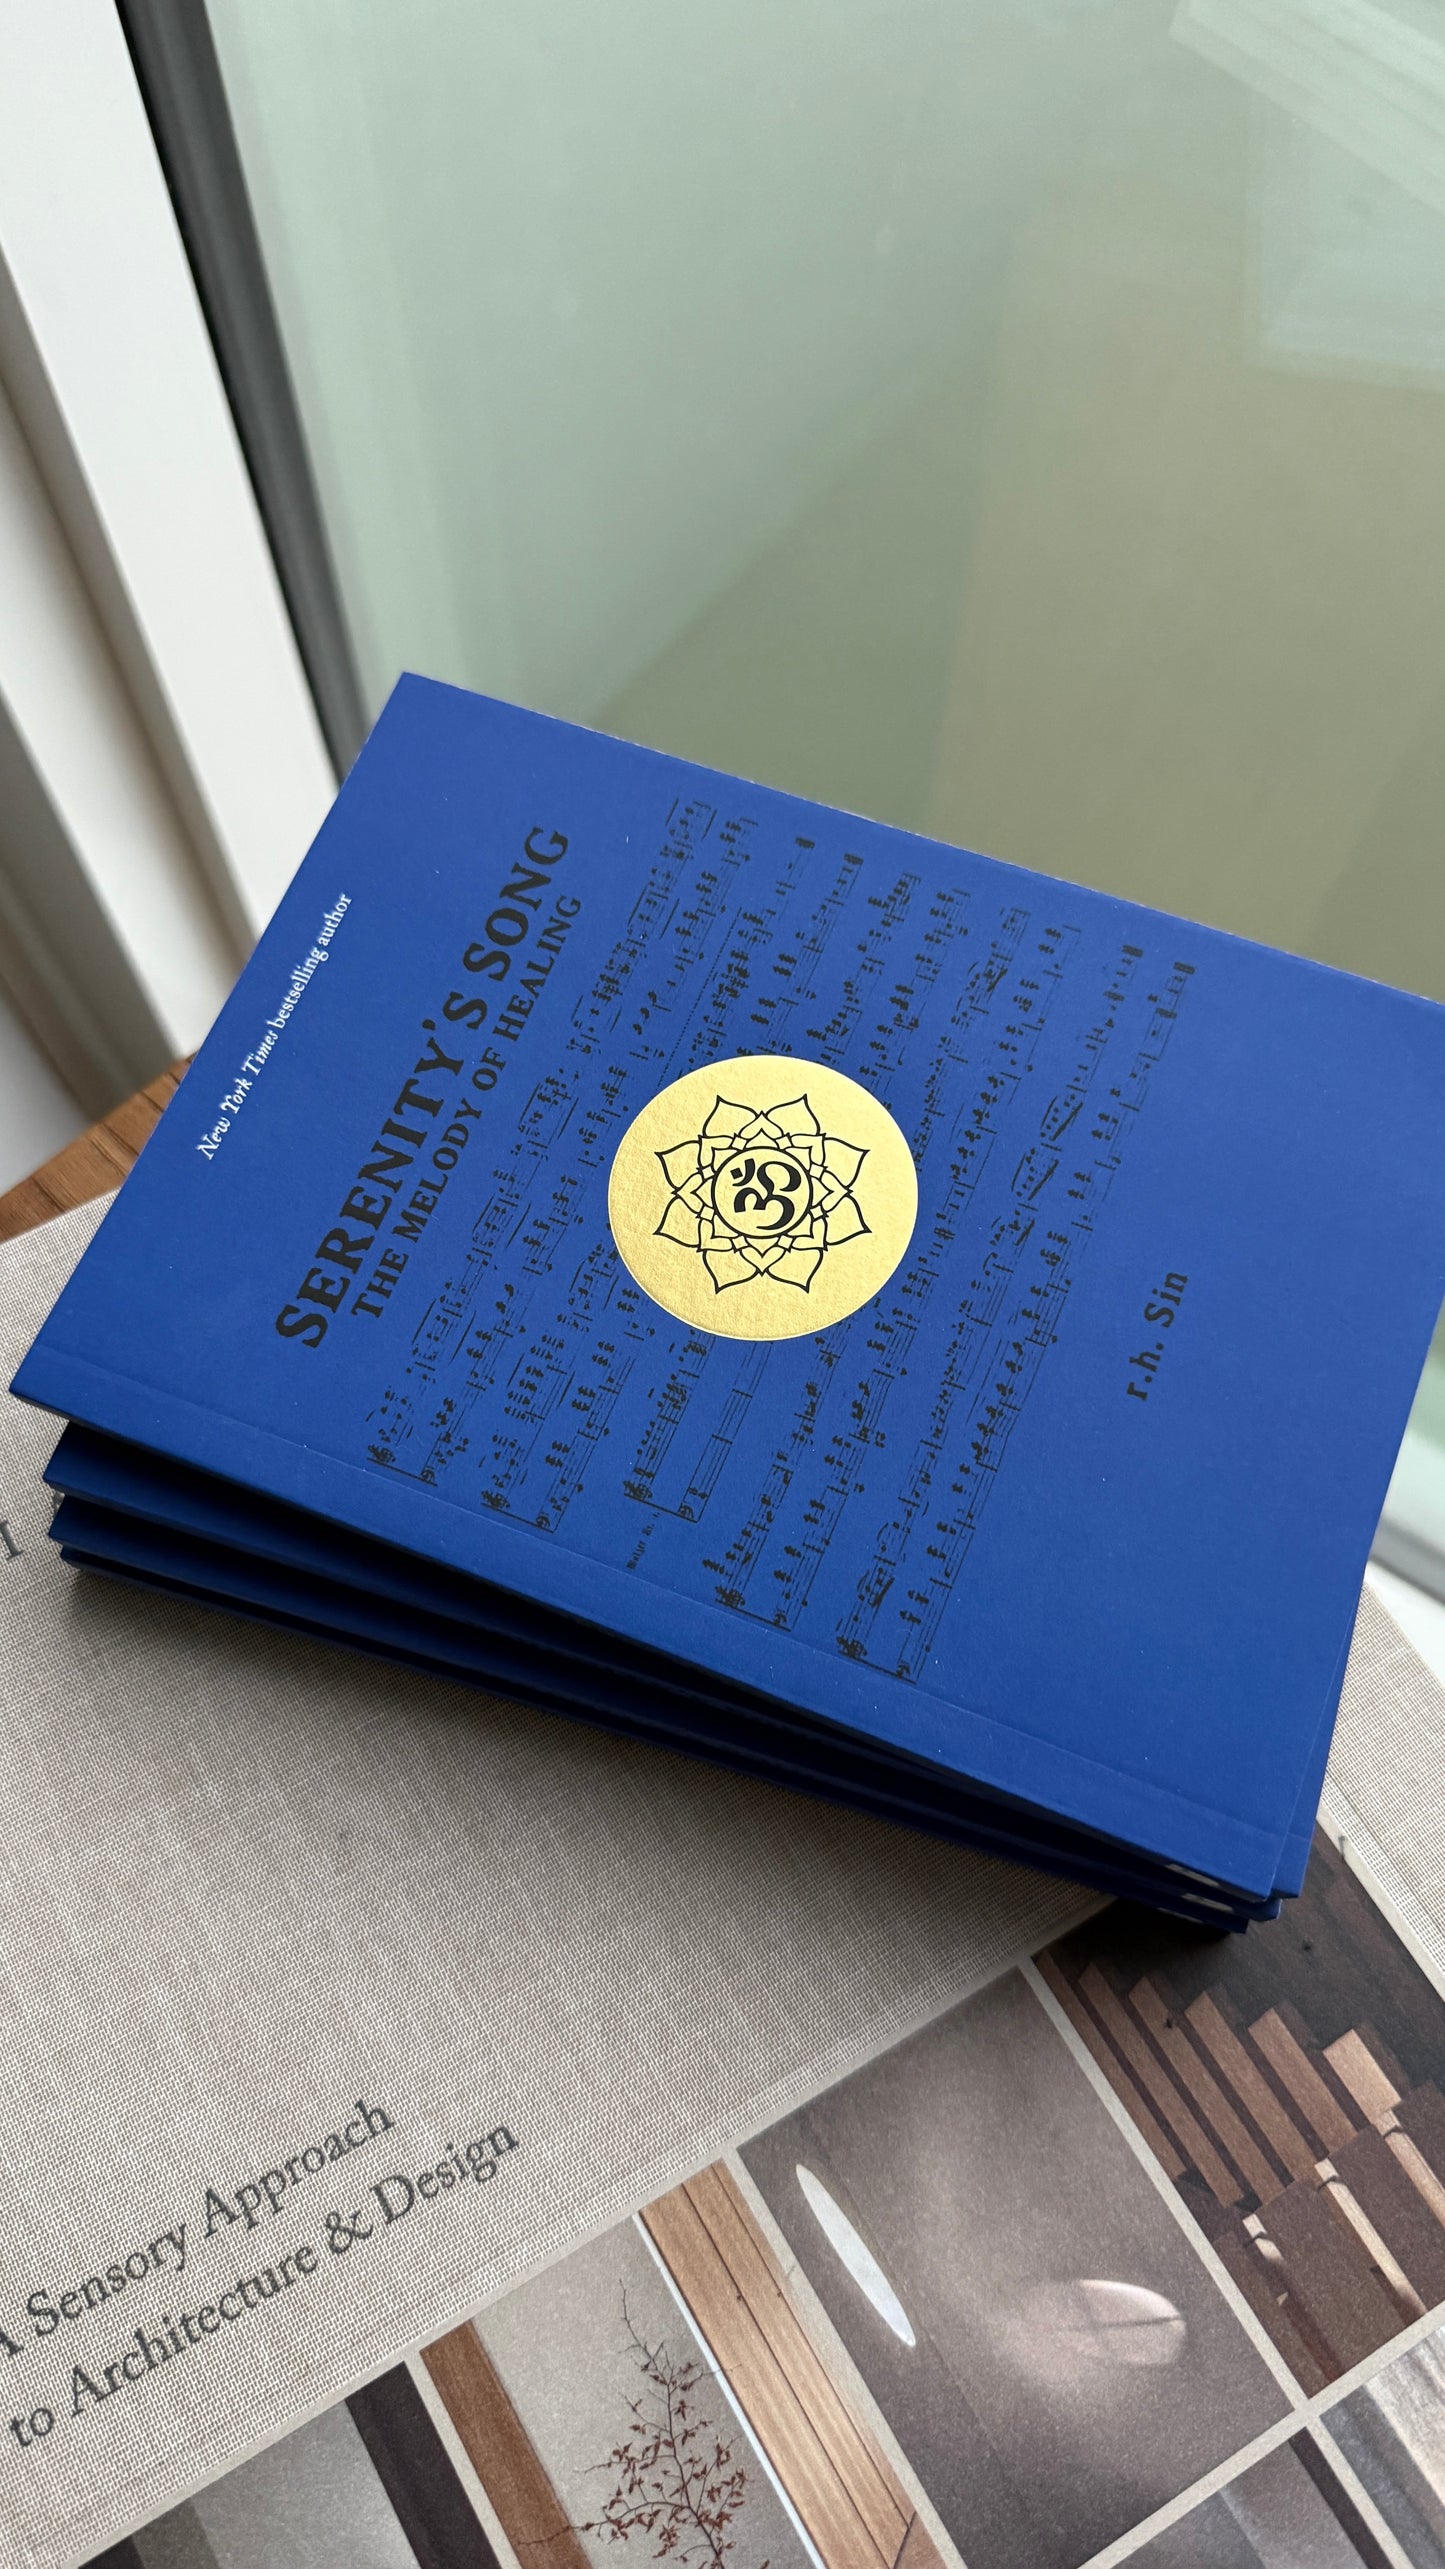 New York Times bestselling author
SERENITY'S SONG
THE MELODY OF HEALING
ॐ
r.h. Sin
A Sensory Approach
to Architecture & Design